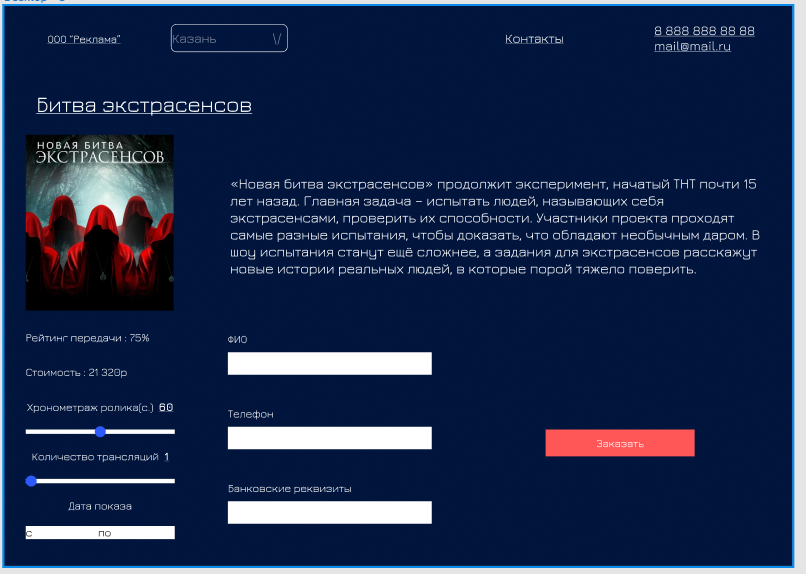 Desktop - 3
ООО "Реклама"
Казань \/
Контакты
8 888 888 88 88
mail@mail.ru
Битва экстрасенсов
НОВАЯ БИТВА
ЭКСТРАСЕНСОВ
«Новая битва экстрасенсов» продолжит эксперимент, начатый ТНТ почти 15
лет назад. Главная задача – испытать людей, называющих себя
экстрасенсами, проверить их способности. Участники проекта проходят
самые разные испытания, чтобы доказать, что обладают необычным даром. В
шоу испытания станут ещё сложнее, а задания для экстрасенсов расскажут
новые истории реальных людей, в которые порой тяжело поверить.
Рейтинг передачи : 75%
Стоимость : 21 320р
Хронометраж ролика(с.) 60
Количество трансляций 1
Дата показа
с по
ФИО
Телефон
Банковские реквизиты
Заказать